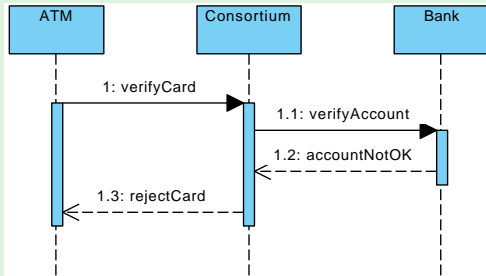 ATM
Consortium
Bank
1: verifyCard
1.1: verifyAccount
1.2: accountNotOK
1.3: rejectCard